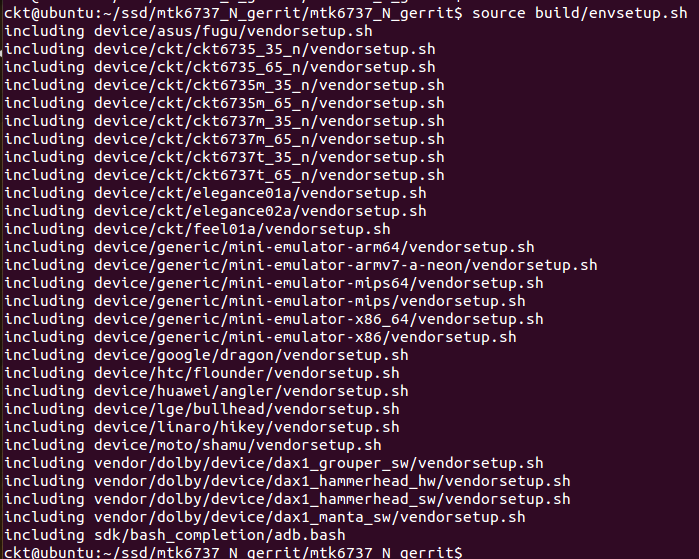 ckt@ubuntu:~/ssd/mtk6737_N_gerrit/mtk6737_N_gerrit$ source build/envsetup.sh
including device/asus/fugu/vendorsetup.sh
including device/ckt/ckt6735_35_n/vendorsetup.sh
including device/ckt/ckt6735_65_n/vendorsetup.sh
including device/ckt/ckt6735m_35_n/vendorsetup.sh
including device/ckt/ckt6735m_65_n/vendorsetup.sh
including device/ckt/ckt6737m_35_n/vendorsetup.sh
including device/ckt/ckt6737m_65_n/vendorsetup.sh
including device/ckt/ckt6737t_35_n/vendorsetup.sh
including device/ckt/ckt6737t_65_n/vendorsetup.sh
including device/ckt/elegance01a/vendorsetup.sh
including device/ckt/elegance02a/vendorsetup.sh
including device/ckt/feel01a/vendorsetup.sh
including device/generic/mini-emulator-arm64/vendorsetup.sh
including device/generic/mini-emulator-armv7-a-neon/vendorsetup.sh
including device/generic/mini-emulator-mips64/vendorsetup.sh
including device/generic/mini-emulator-mips/vendorsetup.sh
including device/generic/mini-emulator-x86_64/vendorsetup.sh
including device/generic/mini-emulator-x86/vendorsetup.sh
including device/google/dragon/vendorsetup.sh
including device/htc/flounder/vendorsetup.sh
including device/huawei/angler/vendorsetup.sh
including device/lge/bullhead/vendorsetup.sh
including device/linaro/hikey/vendorsetup.sh
including device/moto/shamu/vendorsetup.sh
including vendor/dolby/device/dax1_grouper_sw/vendorsetup.sh
including vendor/dolby/device/dax1_hammerhead_hw/vendorsetup.sh
including vendor/dolby/device/dax1_hammerhead_sw/vendorsetup.sh
including vendor/dolby/device/dax1_manta_sw/vendorsetup.sh
including sdk/bash_completion/adb.bash
ckt@ubuntu:~/ssd/mtk6737_N_gerrit/mtk6737_N_gerrit$